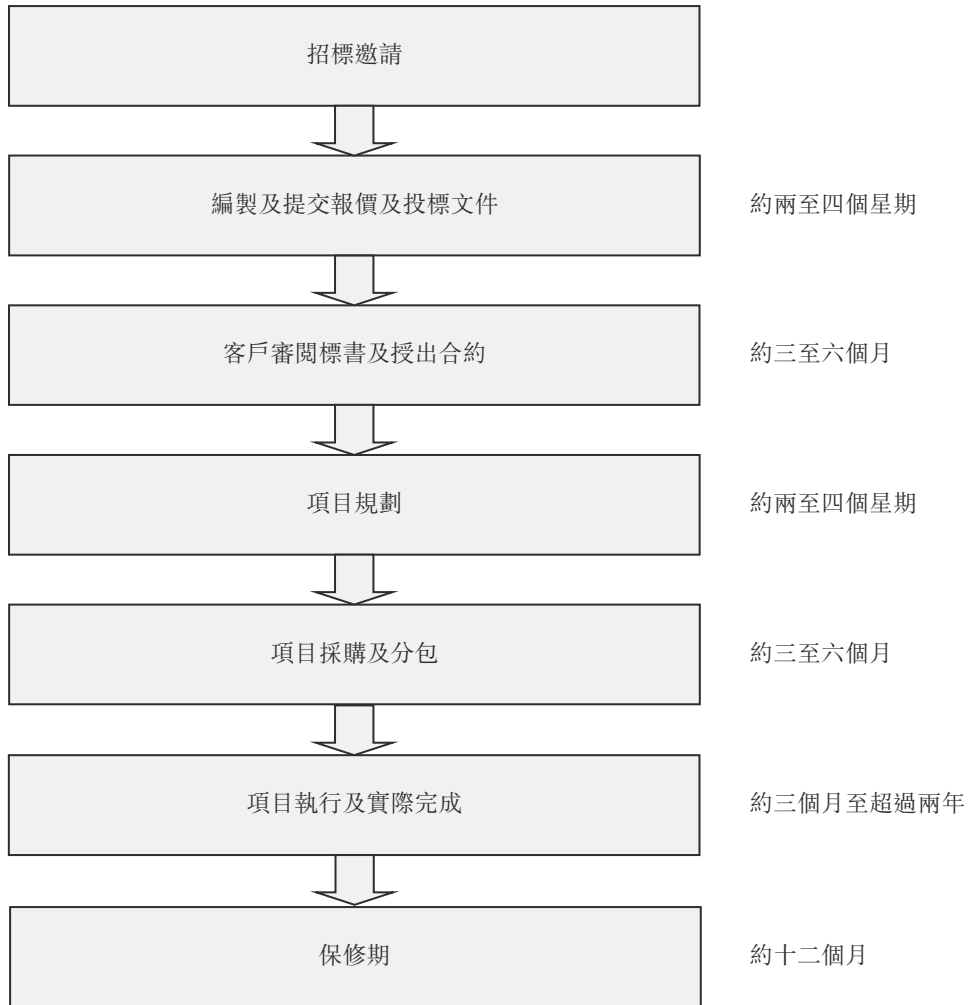 招標邀請
編製及提交報價及投標文件
約兩至四個星期
客戶審閱標書及授出合約
約三至六個月
項目規劃
約兩至四個星期
項目採購及分包
約三至六個月
項目執行及實際完成
約三個月至超過兩年
保修期
約十二個月